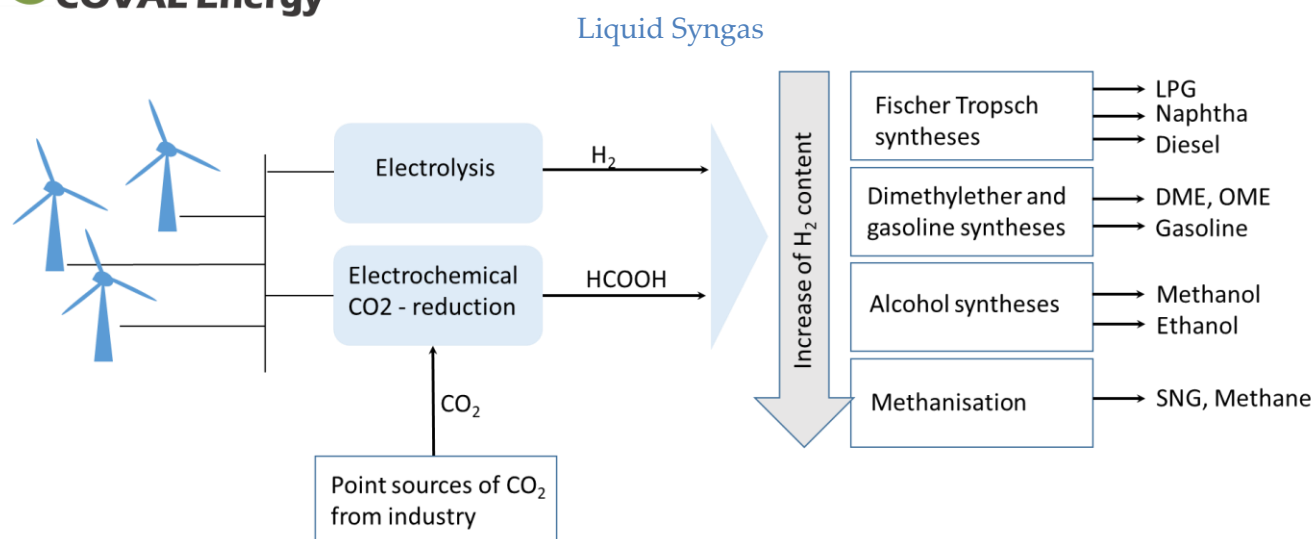 COVAL Energy
Liquid Syngas
Electrolysis
H₂
Electrochemical
CO2 - reduction
HCOOH
CO₂
Point sources of CO₂
from industry
Increase of H₂ content
Fischer Tropsch
syntheses
LPG
Naphtha
Diesel
Dimethylether and
gasoline syntheses
DME, OME
Gasoline
Alcohol syntheses
Methanol
Ethanol
Methanisation
SNG, Methane